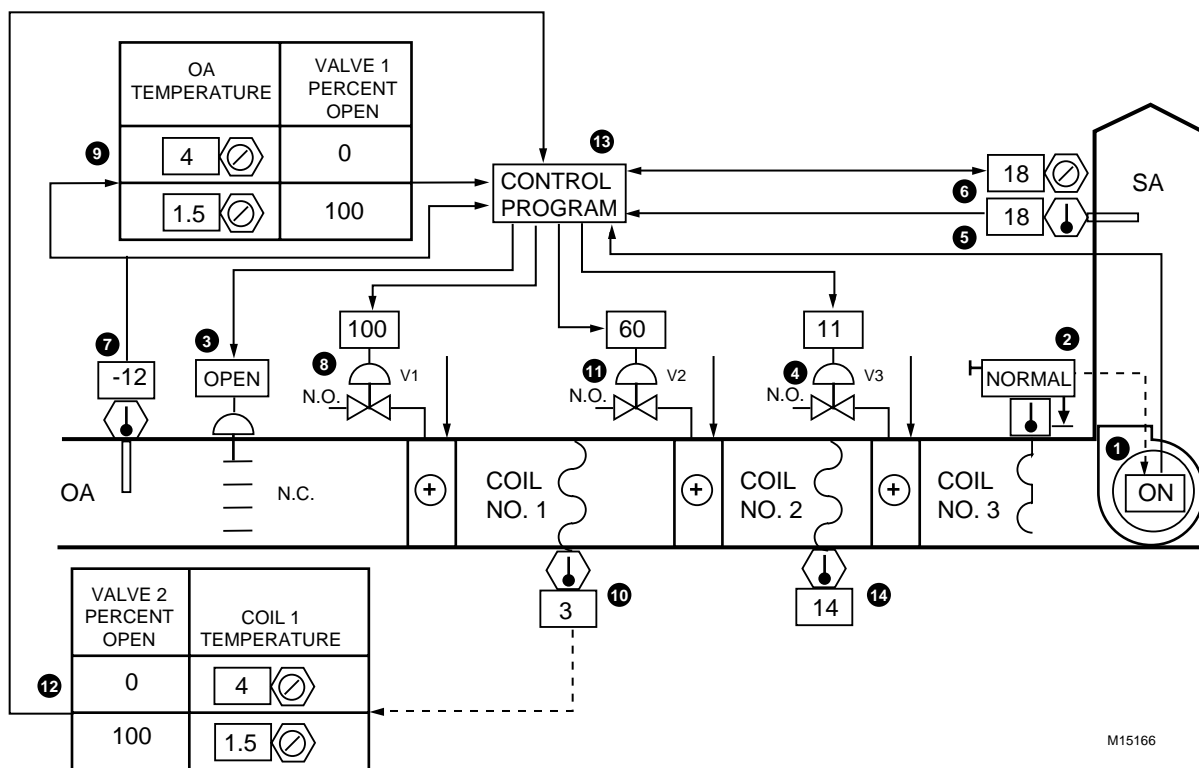 OA
TEMPERATURE
VALVE 1
PERCENT
OPEN
4
0
1.5
100
9
13
CONTROL
PROGRAM
18
6
18
5
SA
7
-12
3
OPEN
100
8
V1
N.O.
60
11
V2
N.O.
11
4
V3
N.O.
2
NORMAL
1
ON
OA
N.C.
+
COIL
NO. 1
+
COIL
NO. 2
+
COIL
NO. 3
10
3
14
14
VALVE 2
PERCENT
OPEN
COIL 1
TEMPERATURE
12
0
4
100
1.5
M15166